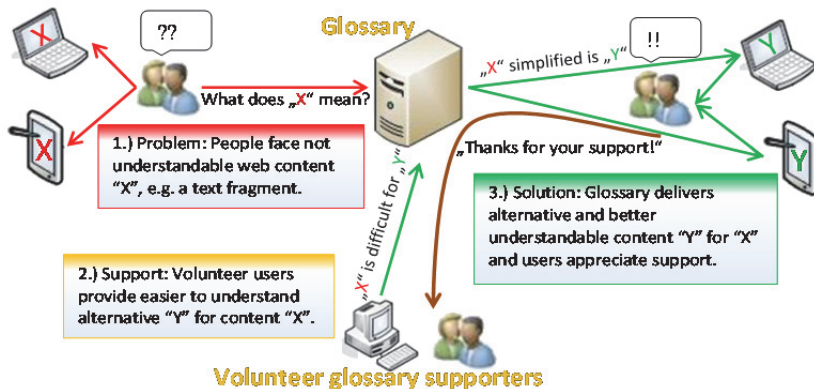 Glossary
X
??
What does „X“ mean?
X
1.) Problem: People face not
understandable web content
“X”, e.g. a text fragment.
2.) Support: Volunteer users
provide easier to understand
alternative “Y” for content “X”.
„X“ is difficult for „Y“
Volunteer glossary supporters
„X“ simplified is „Y“
!!
Y
Y
„Thanks for your support!“
3.) Solution: Glossary delivers
alternative and better
understandable content “Y” for “X”
and users appreciate support.